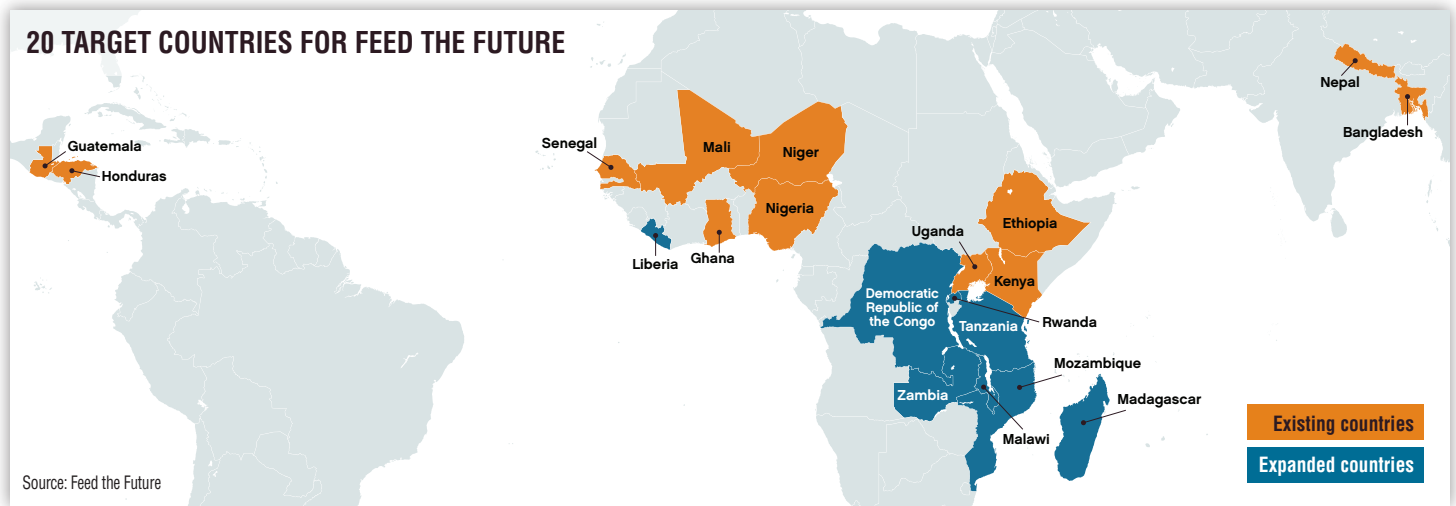 20 TARGET COUNTRIES FOR FEED THE FUTURE
Guatemala
Honduras
Senegal
Mali
Niger
Nigeria
Liberia
Ghana
Nepal
Bangladesh
Ethiopia
Uganda
Kenya
Democratic
Republic of
the Congo
Tanzania
Rwanda
Mozambique
Zambia
Madagascar
Malawi
Existing countries
Expanded countries
Source: Feed the Future